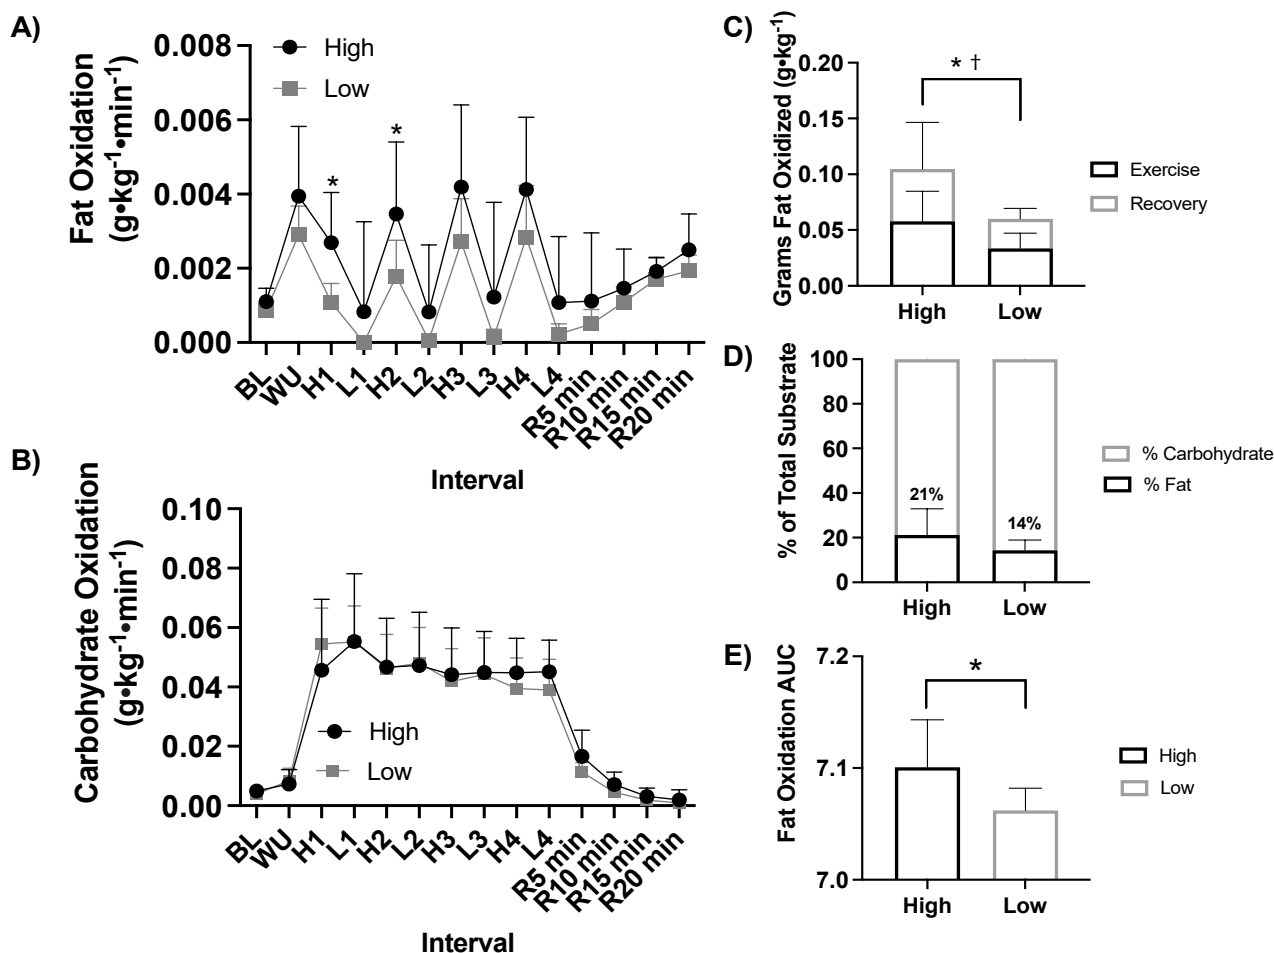 A)
Fat Oxidation
(g•kg⁻¹•min⁻¹)
0.008
0.006
0.004
0.002
0.000
High
Low
*
*
BL
WU
H1
L1
H2
L2
H3
L3
H4
L4
R5 min
R10 min
R15 min
R20 min
Interval
B)
Carbohydrate Oxidation
(g•kg⁻¹•min⁻¹)
0.10
0.08
0.06
0.04
0.02
0.00
High
Low
BL
WU
H1
L1
H2
L2
H3
L3
H4
L4
R5 min
R10 min
R15 min
R20 min
Interval
C)
Grams Fat Oxidized (g•kg⁻¹)
0.20
0.15
0.10
0.05
0.00
* †
High
Low
Exercise
Recovery
D)
% of Total Substrate
100
80
60
40
20
0
21%
14%
High
Low
% Carbohydrate
% Fat
E)
Fat Oxidation AUC
7.2
7.1
7.0
*
High
Low
High
Low